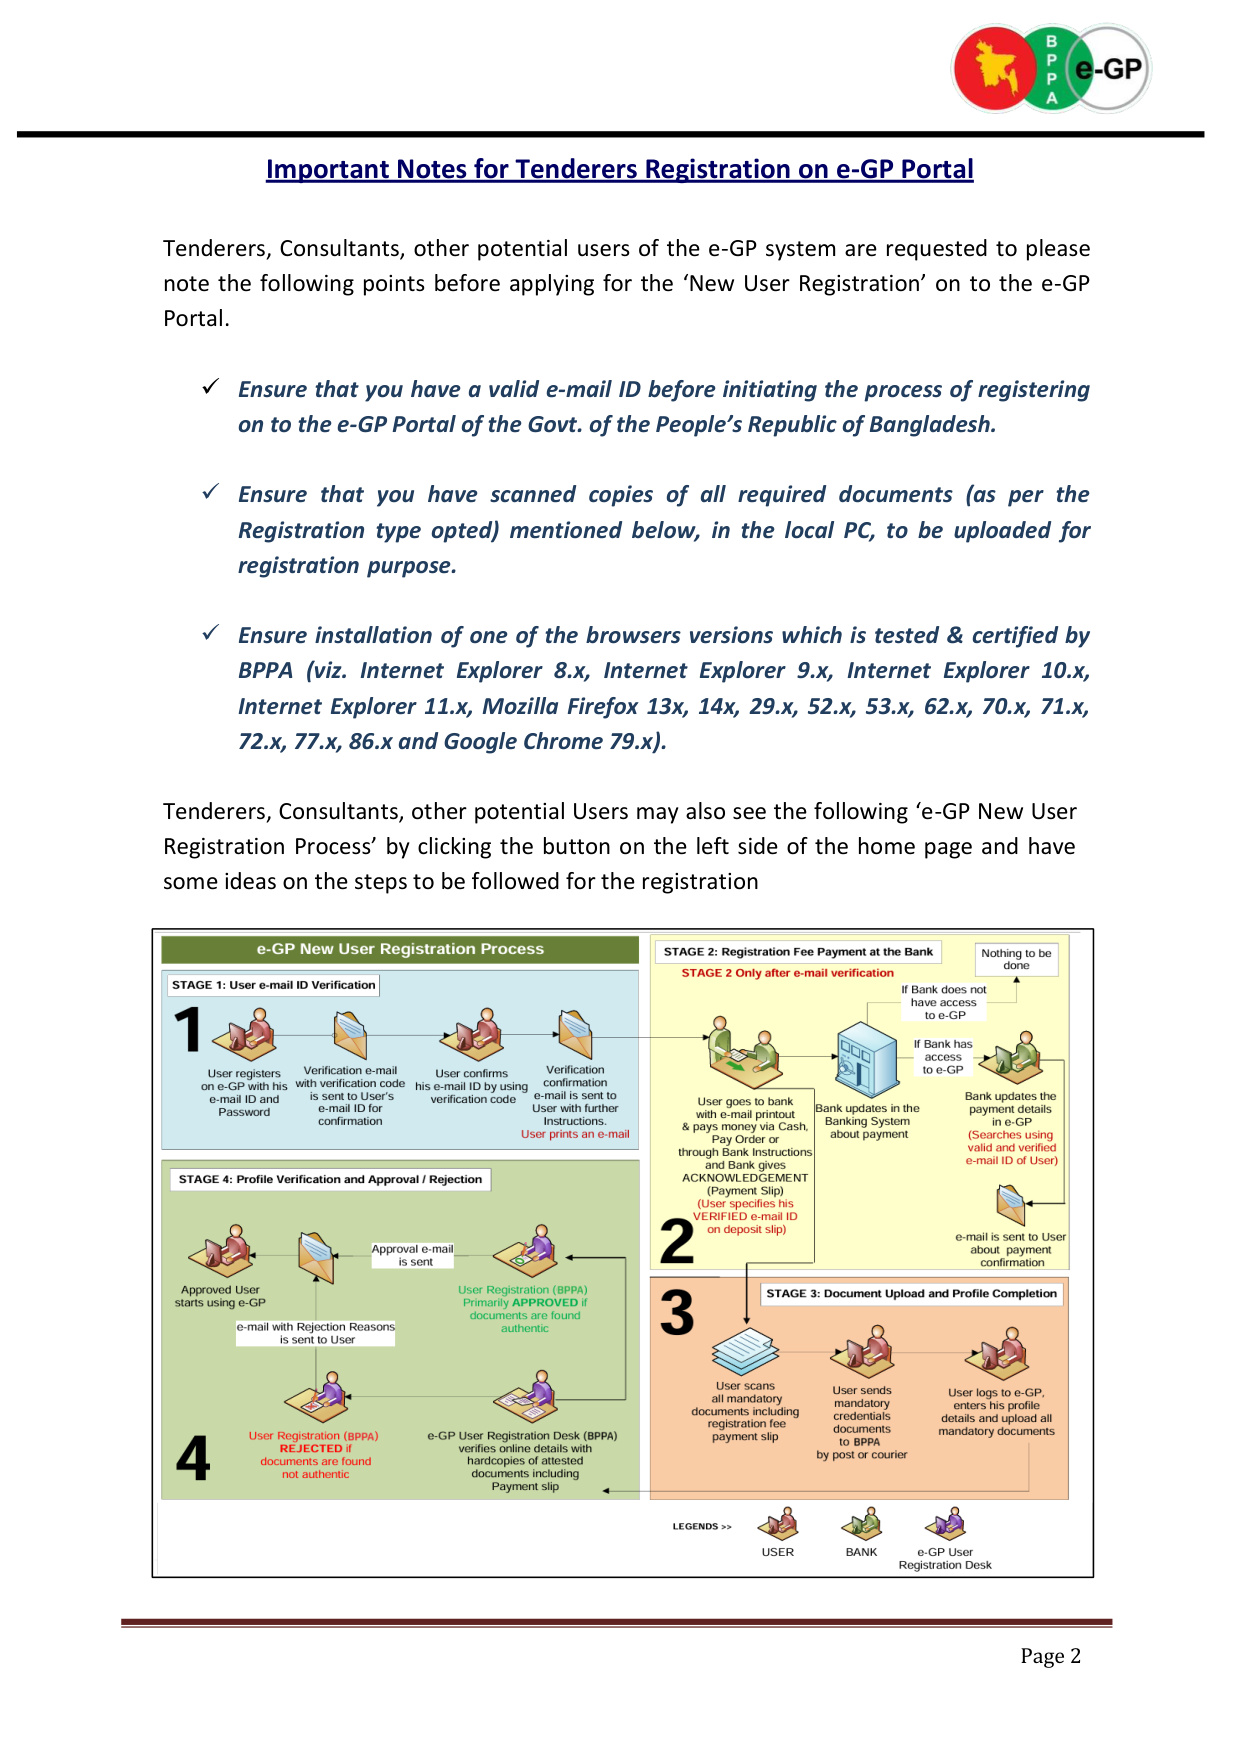 B
P
P
A
e-GP
Important Notes for Tenderers Registration on e-GP Portal
Tenderers, Consultants, other potential users of the e-GP system are requested to please
note the following points before applying for the ‘New User Registration’ on to the e-GP
Portal.
✓ Ensure that you have a valid e-mail ID before initiating the process of registering
on to the e-GP Portal of the Govt. of the People’s Republic of Bangladesh.
✓ Ensure that you have scanned copies of all required documents (as per the
Registration type opted) mentioned below, in the local PC, to be uploaded for
registration purpose.
✓ Ensure installation of one of the browsers versions which is tested & certified by
BPPA (viz. Internet Explorer 8.x, Internet Explorer 9.x, Internet Explorer 10.x,
Internet Explorer 11.x, Mozilla Firefox 13x, 14x, 29.x, 52.x, 53.x, 62.x, 70.x, 71.x,
72.x, 77.x, 86.x and Google Chrome 79.x).
Tenderers, Consultants, other potential Users may also see the following ‘e-GP New User
Registration Process’ by clicking the button on the left side of the home page and have
some ideas on the steps to be followed for the registration
e-GP New User Registration Process
STAGE 1: User e-mail ID Verification
1
User registers
on e-GP with his
e-mail ID and
Password
Verification e-mail
with verification code
is sent to User's
e-mail ID for
confirmation
User confirms
his e-mail ID by using
verification code
Verification
confirmation
e-mail is sent to
User with further
Instructions.
User prints an e-mail
STAGE 2: Registration Fee Payment at the Bank
STAGE 2 Only after e-mail verification
Nothing to be
done
If Bank does not
have access
to e-GP
If Bank has
access
to e-GP
User goes to bank
with e-mail printout
& pays money via Cash,
Pay Order or
through Bank Instructions
and Bank gives
ACKNOWLEDGEMENT
(Payment Slip)
(User specifies his
VERIFIED e-mail ID
on deposit slip)
2
Bank updates in the
Banking System
about payment
Bank updates the
payment details
in e-GP
(Searches using
valid and verified
e-mail ID of User)
e-mail is sent to User
about payment
confirmation
3
STAGE 3: Document Upload and Profile Completion
User scans
all mandatory
documents including
registration fee
payment slip
User sends
mandatory
credentials
documents
to BPPA
by post or courier
User logs to e-GP,
enters his profile
details and upload all
mandatory documents
STAGE 4: Profile Verification and Approval / Rejection
Approved User
starts using e-GP
Approval e-mail
is sent
User Registration (BPPA)
Primarily APPROVED if
documents are found
authentic
e-mail with Rejection Reasons
is sent to User
4
User Registration (BPPA)
REJECTED if
documents are found
not authentic
e-GP User Registration Desk (BPPA)
verifies online details with
hardcopies of attested
documents including
Payment slip
LEGENDS >>
USER
BANK
e-GP User
Registration Desk
Page 2